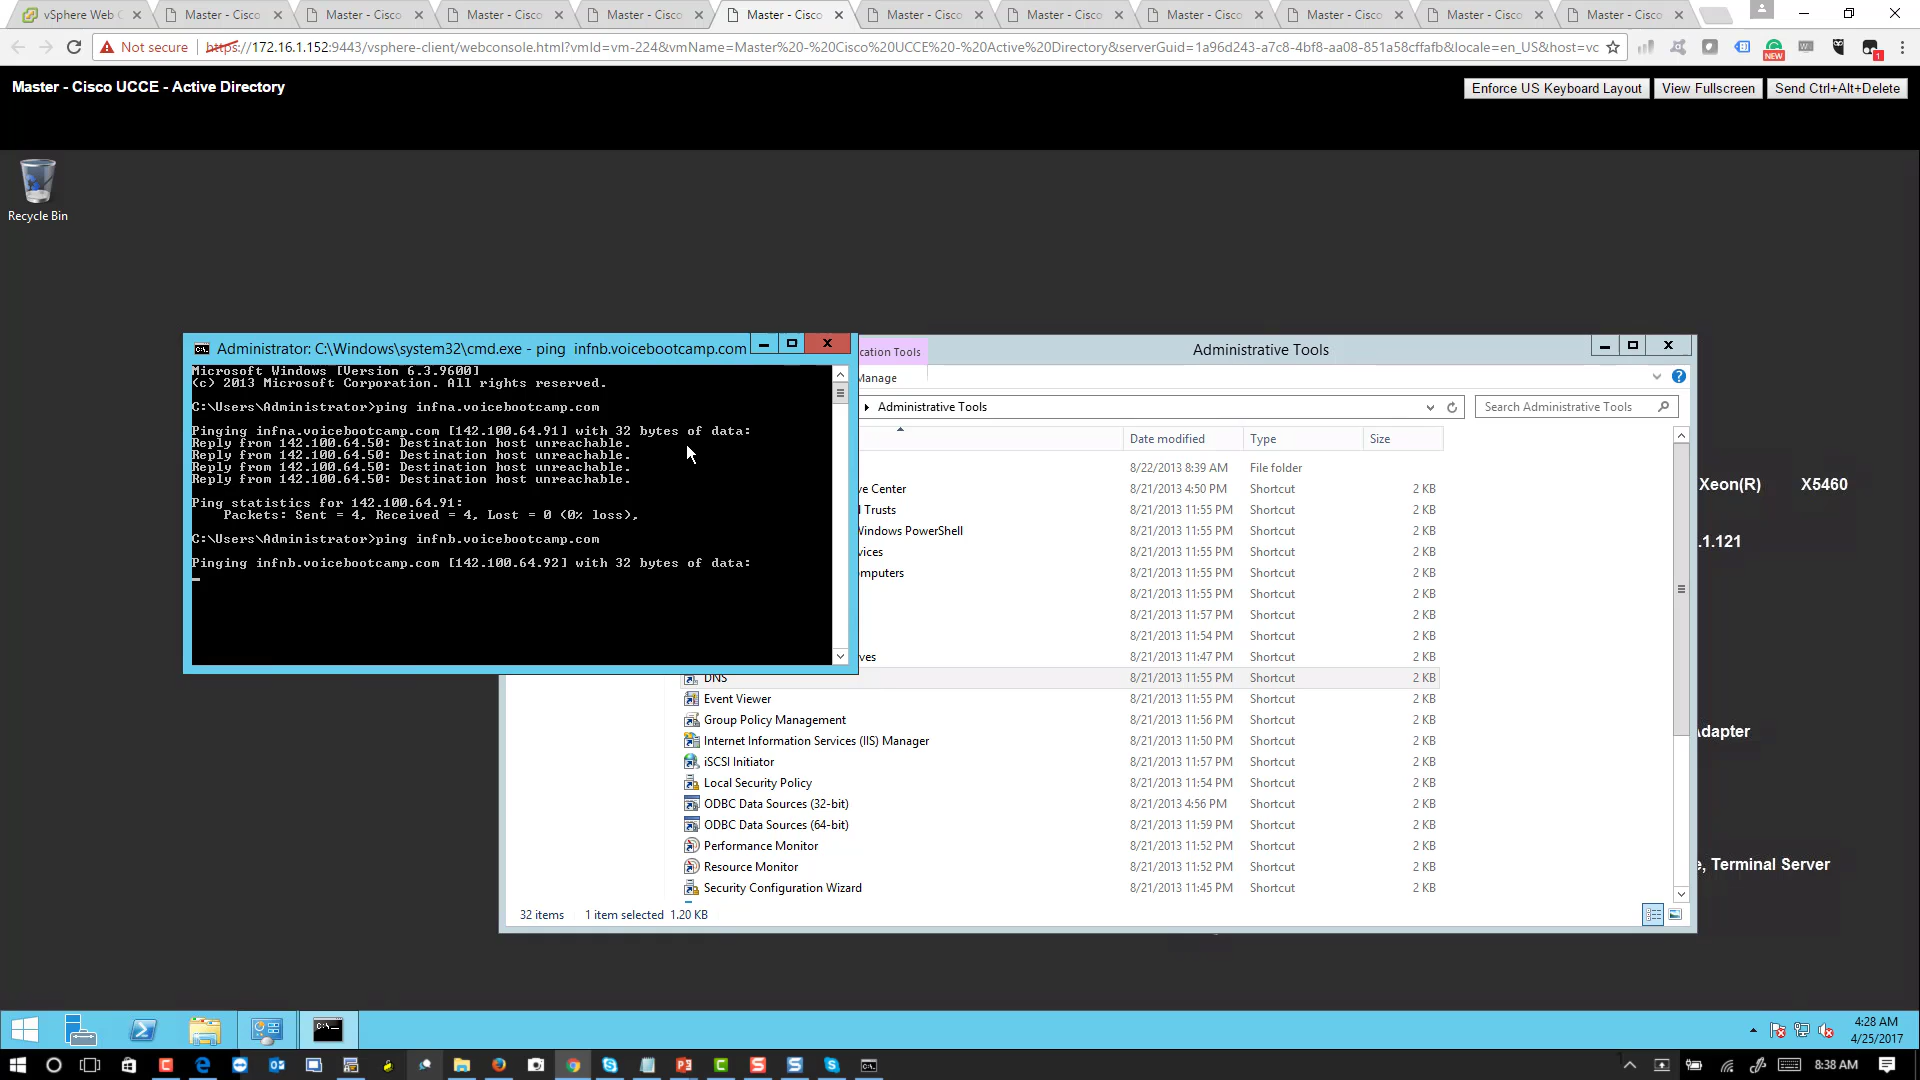 vSphere Web C
Master - Cisco
Master - Cisco
Master - Cisco
Master - Cisco
Master - Cisco
Master - Cisco
Master - Cisco
Master - Cisco
Master - Cisco
Master - Cisco
Master - Cisco
Not secure https://172.16.1.152:9443/vsphere-client/webconsole.html?vmId=vm-224&vmName=Master%20-%20Cisco%20UCCE%20-%20Active%20Directory&serverGuid=1a96d243-a7c8-4bf8-aa08-851a58cffafb&locale=en_US&host=vc
NEW
1
Master - Cisco UCCE - Active Directory
Enforce US Keyboard Layout View Fullscreen Send Ctrl+Alt+Delete
Recycle Bin
Administrator: C:\Windows\system32\cmd.exe - ping infnb.voicebootcamp.com
Microsoft Windows [Version 6.3.9600]
(c) 2013 Microsoft Corporation. All rights reserved.
C:\Users\Administrator>ping infna.voicebootcamp.com
Pinging infna.voicebootcamp.com [142.100.64.91] with 32 bytes of data:
Reply from 142.100.64.50: Destination host unreachable.
Reply from 142.100.64.50: Destination host unreachable.
Reply from 142.100.64.50: Destination host unreachable.
Reply from 142.100.64.50: Destination host unreachable.
Ping statistics for 142.100.64.91:
Packets: Sent = 4, Received = 4, Lost = 0 (0% loss),
C:\Users\Administrator>ping infnb.voicebootcamp.com
Pinging infnb.voicebootcamp.com [142.100.64.92] with 32 bytes of data:
cation Tools
Administrative Tools
Manage
Administrative Tools
Search Administrative Tools
Date modified Type Size
8/22/2013 8:39 AM File folder
ve Center 8/21/2013 4:50 PM Shortcut 2 KB
l Trusts 8/21/2013 11:55 PM Shortcut 2 KB
Windows PowerShell 8/21/2013 11:55 PM Shortcut 2 KB
vices 8/21/2013 11:55 PM Shortcut 2 KB
mputers 8/21/2013 11:55 PM Shortcut 2 KB
8/21/2013 11:55 PM Shortcut 2 KB
8/21/2013 11:57 PM Shortcut 2 KB
8/21/2013 11:54 PM Shortcut 2 KB
ves 8/21/2013 11:47 PM Shortcut 2 KB
DNS 8/21/2013 11:55 PM Shortcut 2 KB
Event Viewer 8/21/2013 11:55 PM Shortcut 2 KB
Group Policy Management 8/21/2013 11:56 PM Shortcut 2 KB
Internet Information Services (IIS) Manager 8/21/2013 11:50 PM Shortcut 2 KB
iSCSI Initiator 8/21/2013 11:57 PM Shortcut 2 KB
Local Security Policy 8/21/2013 11:54 PM Shortcut 2 KB
ODBC Data Sources (32-bit) 8/21/2013 4:56 PM Shortcut 2 KB
ODBC Data Sources (64-bit) 8/21/2013 11:59 PM Shortcut 2 KB
Performance Monitor 8/21/2013 11:52 PM Shortcut 2 KB
Resource Monitor 8/21/2013 11:52 PM Shortcut 2 KB
Security Configuration Wizard 8/21/2013 11:45 PM Shortcut 2 KB
32 items 1 item selected 1.20 KB
Xeon(R) X5460
.1.121
Adapter
e, Terminal Server
4:28 AM
4/25/2017
8:38 AM